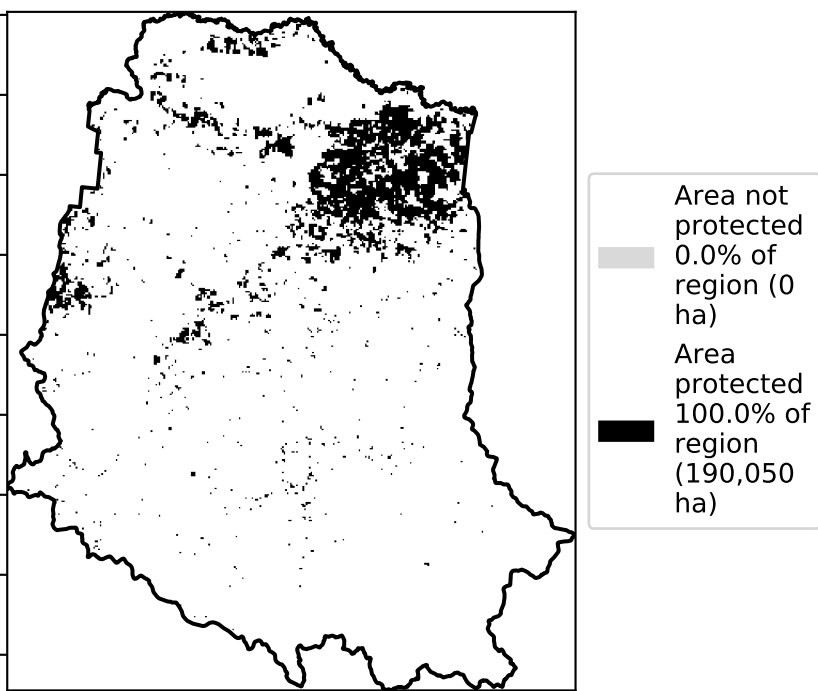 Area not
protected
0.0% of
region (0
ha)
Area
protected
100.0% of
region
(190,050
ha)